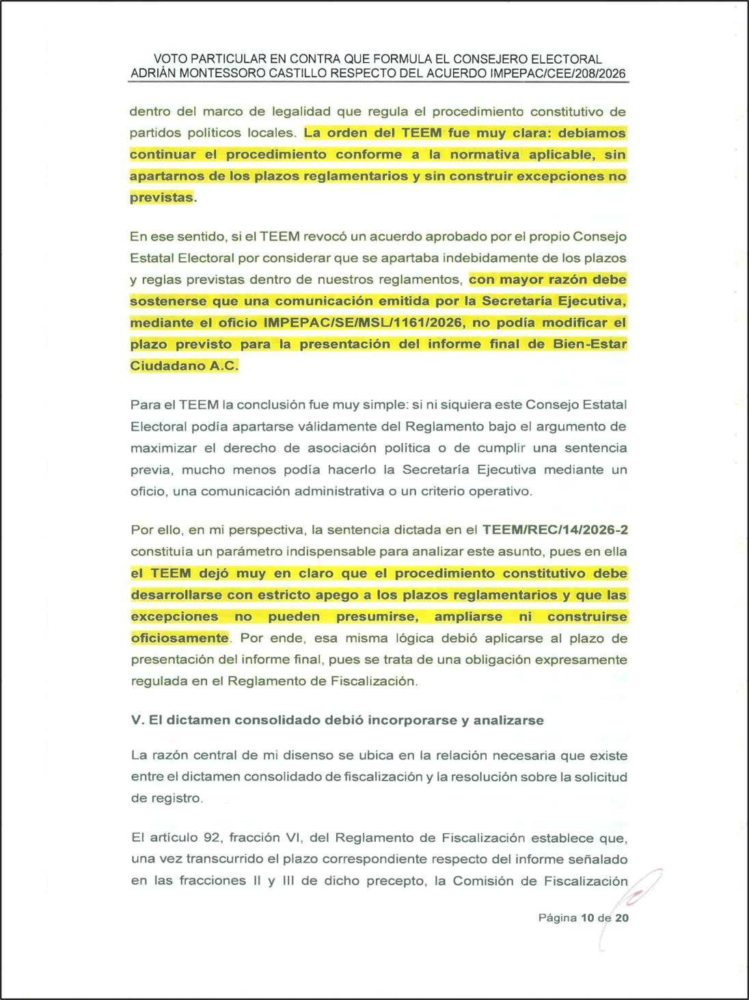 VOTO PARTICULAR EN CONTRA QUE FORMULA EL CONSEJERO ELECTORAL
ADRIÁN MONTESSORO CASTILLO RESPECTO DEL ACUERDO IMPEPAC/CEE/208/2026
dentro del marco de legalidad que regula el procedimiento constitutivo de
partidos políticos locales. La orden del TEEM fue muy clara: debíamos
continuar el procedimiento conforme a la normativa aplicable, sin
apartarnos de los plazos reglamentarios y sin construir excepciones no
previstas.
En ese sentido, si el TEEM revocó un acuerdo aprobado por el propio Consejo
Estatal Electoral por considerar que se apartaba indebidamente de los plazos
y reglas previstas dentro de nuestros reglamentos, con mayor razón debe
sostenerse que una comunicación emitida por la Secretaría Ejecutiva,
mediante el oficio IMPEPAC/SE/MSL/1161/2026, no podía modificar el
plazo previsto para la presentación del informe final de Bien-Estar
Ciudadano A.C.
Para el TEEM la conclusión fue muy simple: si ni siquiera este Consejo Estatal
Electoral podía apartarse válidamente del Reglamento bajo el argumento de
maximizar el derecho de asociación política o de cumplir una sentencia
previa, mucho menos podía hacerlo la Secretaría Ejecutiva mediante un
oficio, una comunicación administrativa o un criterio operativo.
Por ello, en mi perspectiva, la sentencia dictada en el TEEM/REC/14/2026-2
constituía un parámetro indispensable para analizar este asunto, pues en ella
el TEEM dejó muy en claro que el procedimiento constitutivo debe
desarrollarse con estricto apego a los plazos reglamentarios y que las
excepciones no pueden presumirse, ampliarse ni construirse
oficiosamente. Por ende, esa misma lógica debió aplicarse al plazo de
presentación del informe final, pues se trata de una obligación expresamente
regulada en el Reglamento de Fiscalización.
V. El dictamen consolidado debió incorporarse y analizarse
La razón central de mi disenso se ubica en la relación necesaria que existe
entre el dictamen consolidado de fiscalización y la resolución sobre la solicitud
de registro.
El artículo 92, fracción VI, del Reglamento de Fiscalización establece que,
una vez transcurrido el plazo correspondiente respecto del informe señalado
en las fracciones II y III de dicho precepto, la Comisión de Fiscalización
Página 10 de 20